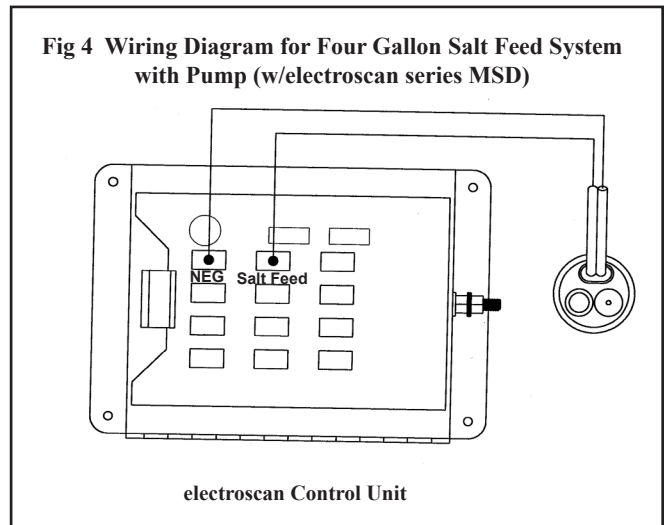 Fig 4 Wiring Diagram for Four Gallon Salt Feed System
with Pump (w/electroscan series MSD)
NEG Salt Feed
electroscan Control Unit